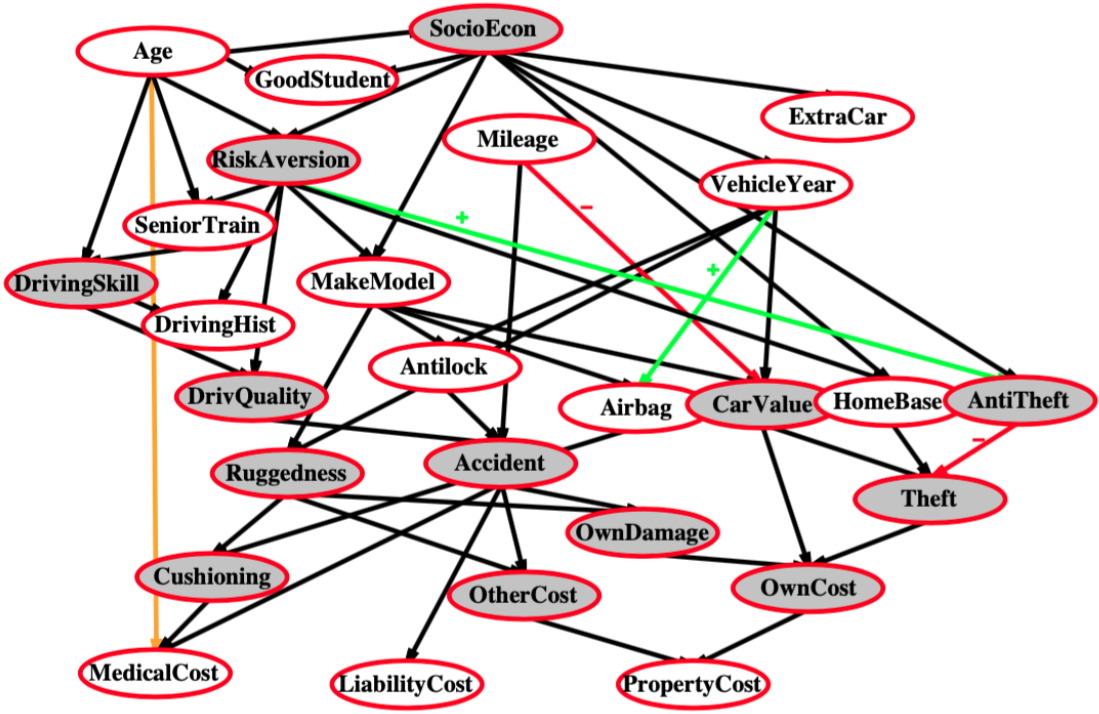 SocioEcon
Age
GoodStudent
ExtraCar
Mileage
RiskAversion
VehicleYear
+
−
SeniorTrain
+
DrivingSkill
MakeModel
DrivingHist
Antilock
DrivQuality
Airbag
CarValue
HomeBase
AntiTheft
−
Ruggedness
Accident
Theft
OwnDamage
Cushioning
OtherCost
OwnCost
MedicalCost
LiabilityCost
PropertyCost